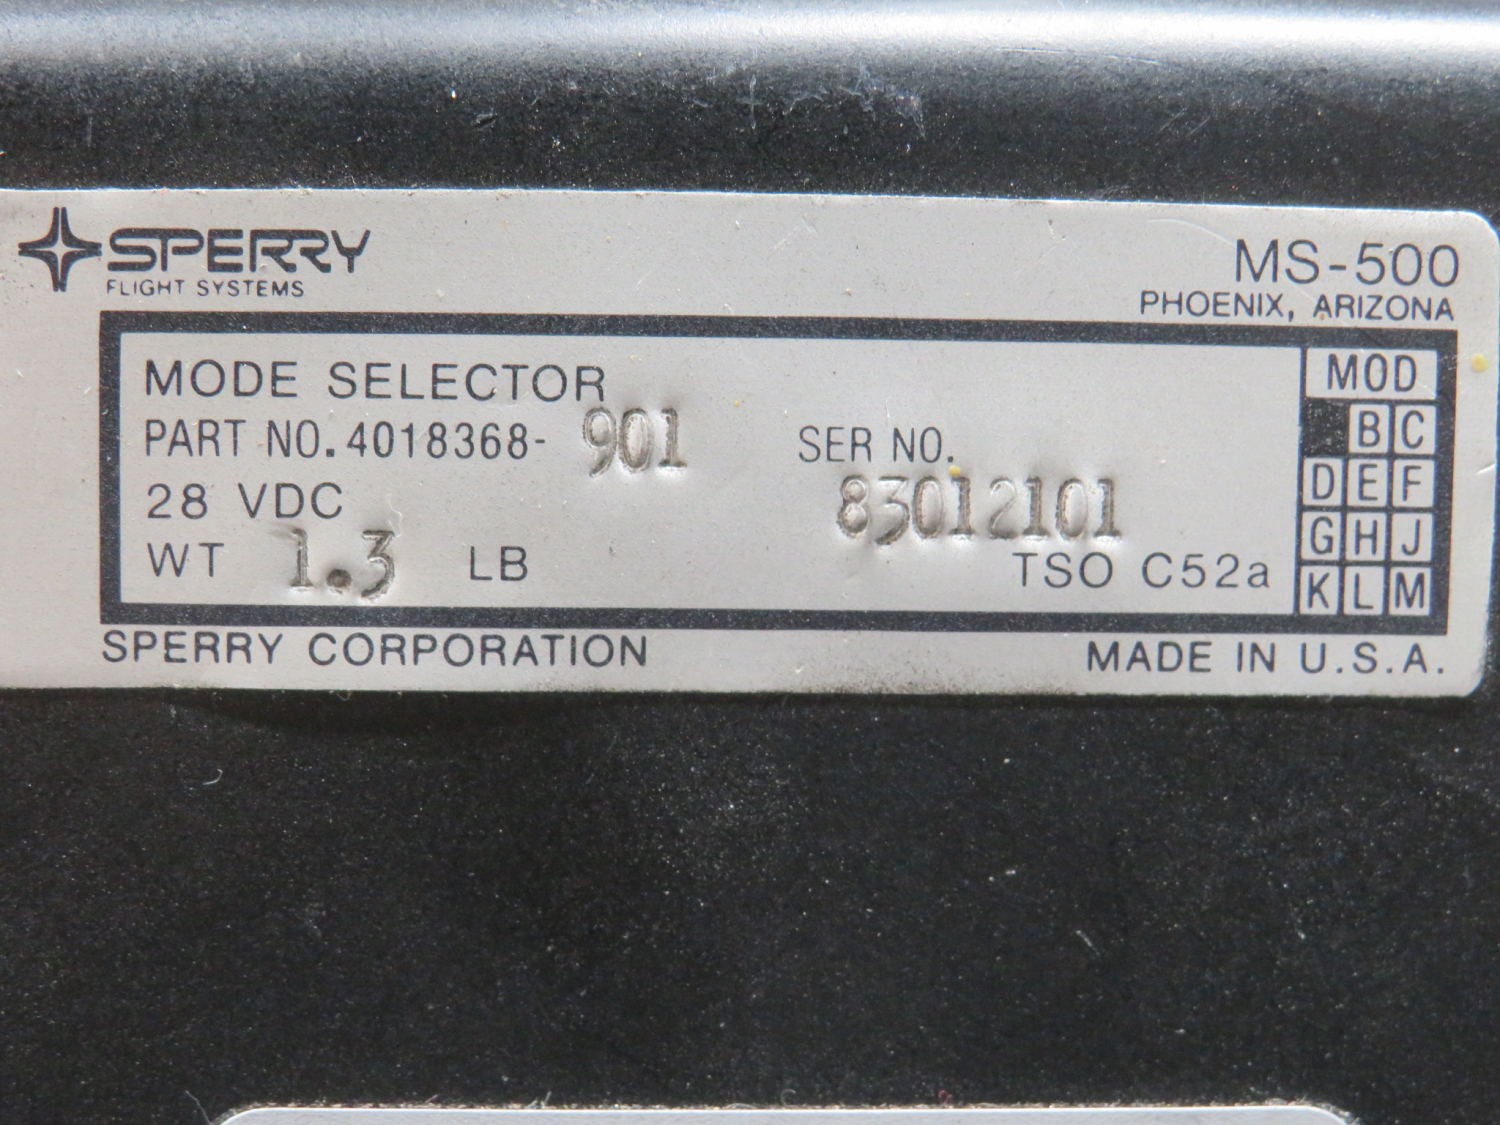 SPERRY
FLIGHT SYSTEMS
MS-500
PHOENIX, ARIZONA
MODE SELECTOR
PART NO. 4018368- 901
SER NO.
83012101
28 VDC
WT 1.3 LB
TSO C52a
MOD
B C
D E F
G H J
K L M
SPERRY CORPORATION
MADE IN U.S.A.